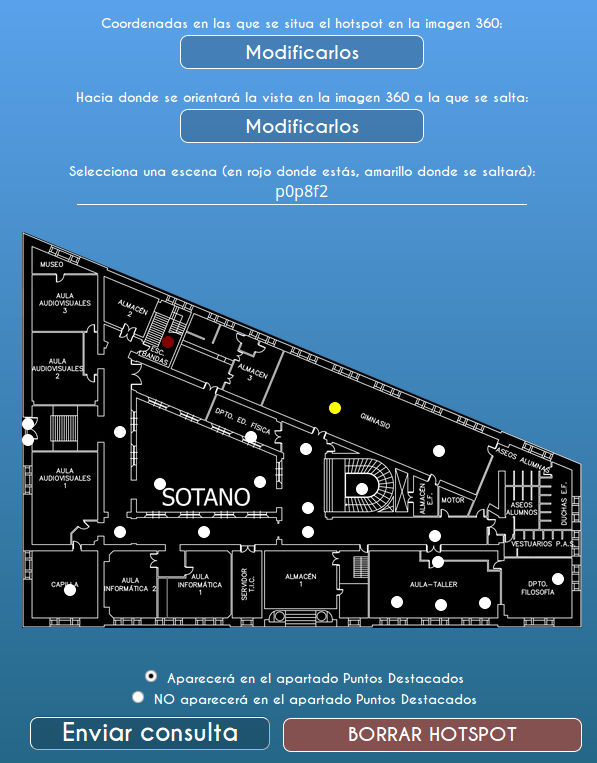 Coordenadas en las que se situa el hotspot en la imagen 360:
Modificarlos
Hacia donde se orientará la vista en la imagen 360 a la que se salta:
Modificarlos
Selecciona una escena (en rojo donde estás, amarillo donde se saltará):
p0p8f2
MUSEO
AULA
AUDIOVISUALES
3
ALMACÉN
2
ESC.
BANDAS
AULA
AUDIOVISUALES
2
ALMACÉN
3
GIMNASIO
DPTO. ED. FÍSICA
ASEOS ALUMNAS
AULA
AUDIOVISUALES
1
SOTANO
ALMACÉN
E.F.
MOTOR
ASEOS
ALUMNOS
DUCHAS E.F.
VESTUARIOS P.A.S.
CAPILLA
AULA
INFORMÁTICA 2
AULA
INFORMÁTICA
1
SERVIDOR
T.I.C.
ALMACÉN
1
AULA-TALLER
DPTO.
FILOSOFÍA
Aparecerá en el apartado Puntos Destacados
NO aparecerá en el apartado Puntos Destacados
Enviar consulta
BORRAR HOTSPOT